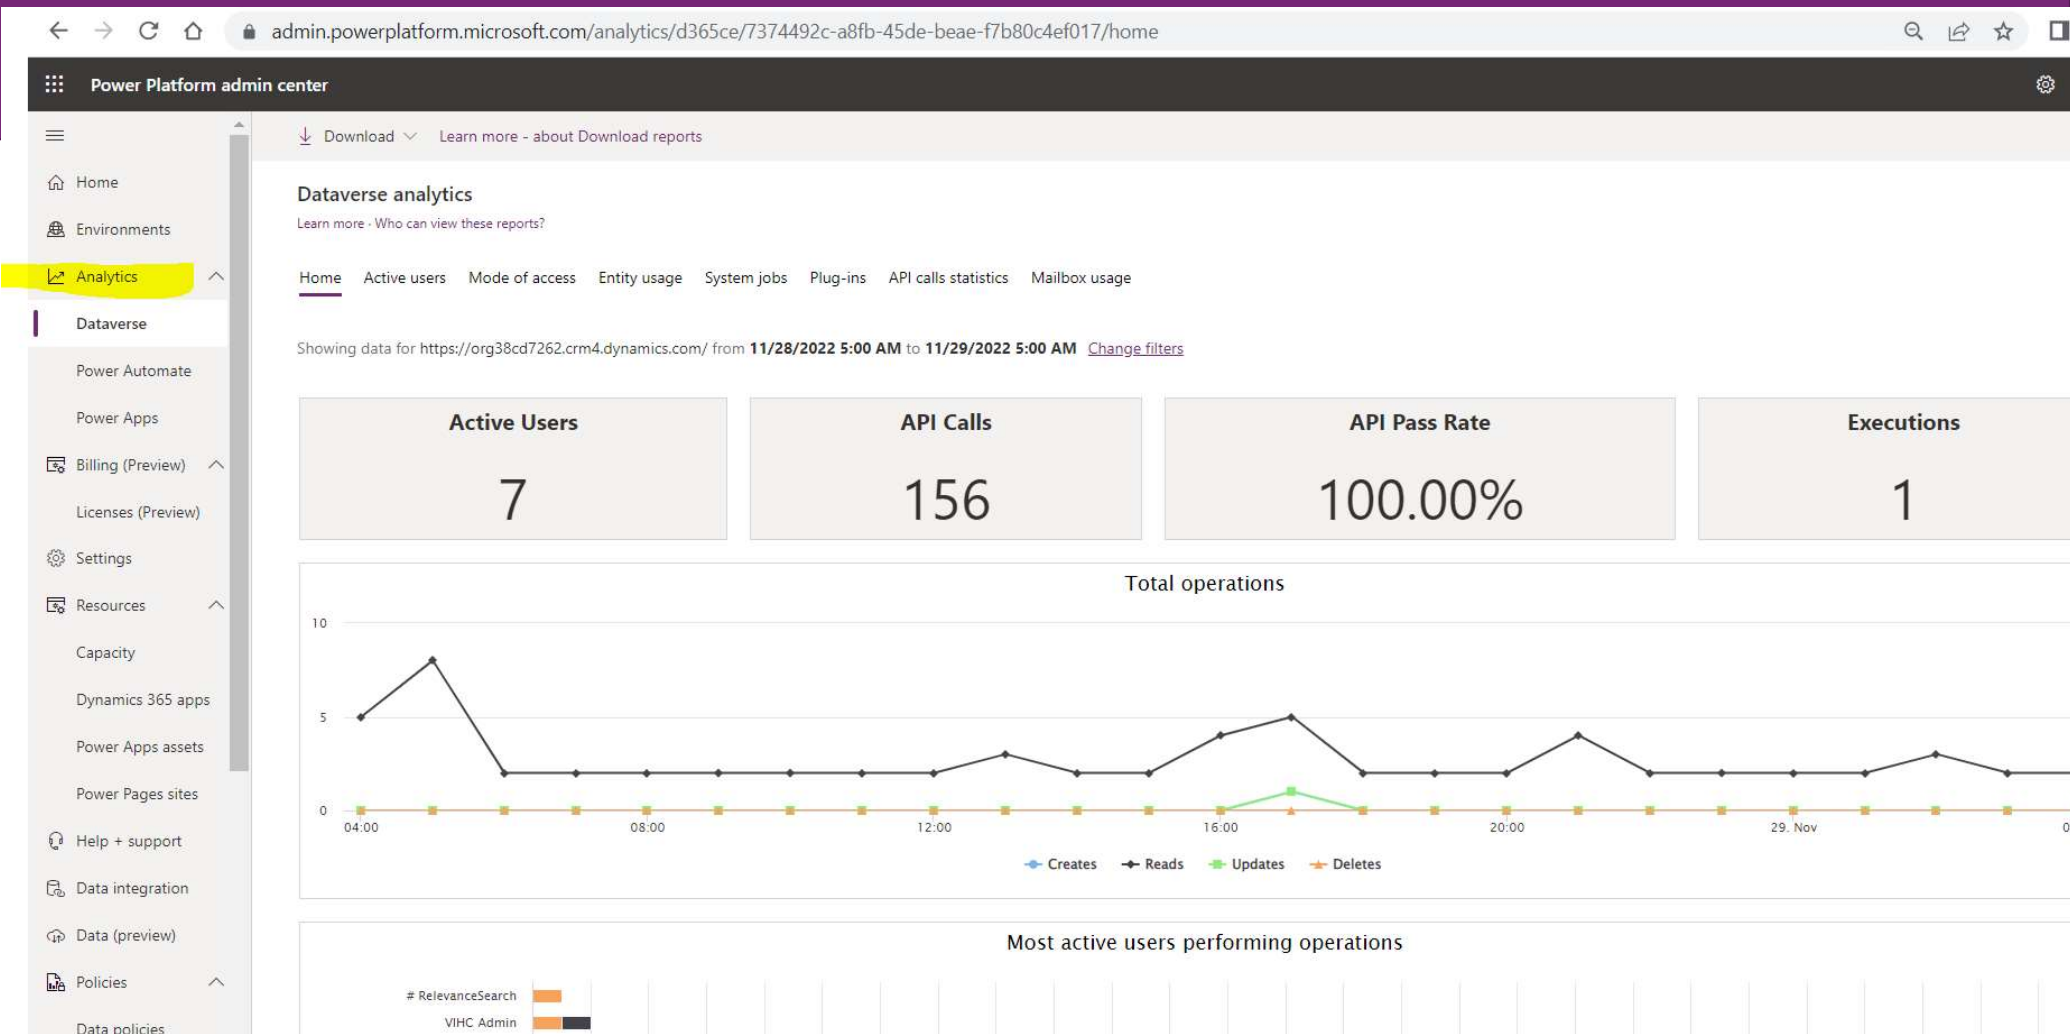 admin.powerplatform.microsoft.com/analytics/d365ce/7374492c-a8fb-45de-beae-f7b80c4ef017/home
Power Platform admin center
Download
Learn more - about Download reports
Home
Environments
Analytics
Dataverse
Power Automate
Power Apps
Billing (Preview)
Licenses (Preview)
Settings
Resources
Capacity
Dynamics 365 apps
Power Apps assets
Power Pages sites
Help + support
Data integration
Data (preview)
Policies
Data policies
Dataverse analytics
Learn more · Who can view these reports?
Home Active users Mode of access Entity usage System jobs Plug-ins API calls statistics Mailbox usage
Showing data for https://org38cd7262.crm4.dynamics.com/ from 11/28/2022 5:00 AM to 11/29/2022 5:00 AM Change filters
Active Users
7
API Calls
156
API Pass Rate
100.00%
Executions
1
Total operations
10
5
0
04:00 08:00 12:00 16:00 20:00 29. Nov 0
Creates Reads Updates Deletes
Most active users performing operations
# RelevanceSearch
VIHC Admin